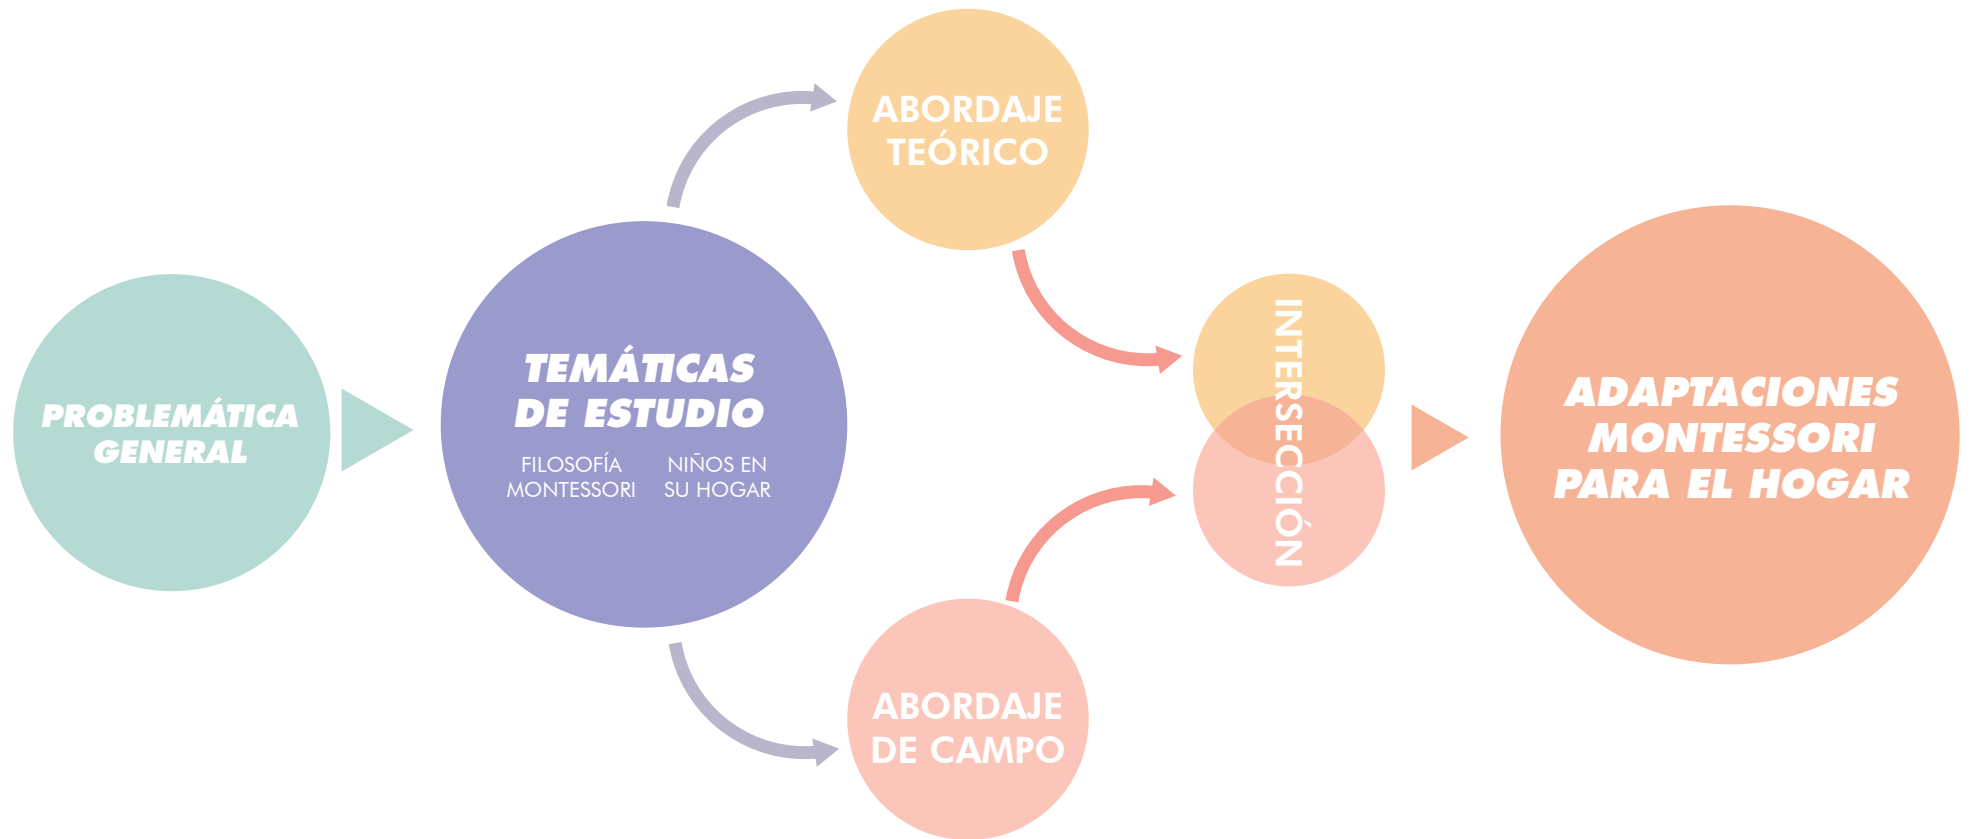 PROBLEMÁTICA
GENERAL
TEMÁTICAS
DE ESTUDIO
FILOSOFÍA
MONTESSORI
NIÑOS EN
SU HOGAR
ABORDAJE
TEÓRICO
ABORDAJE
DE CAMPO
INTERSECCIÓN
ADAPTACIONES
MONTESSORI
PARA EL HOGAR